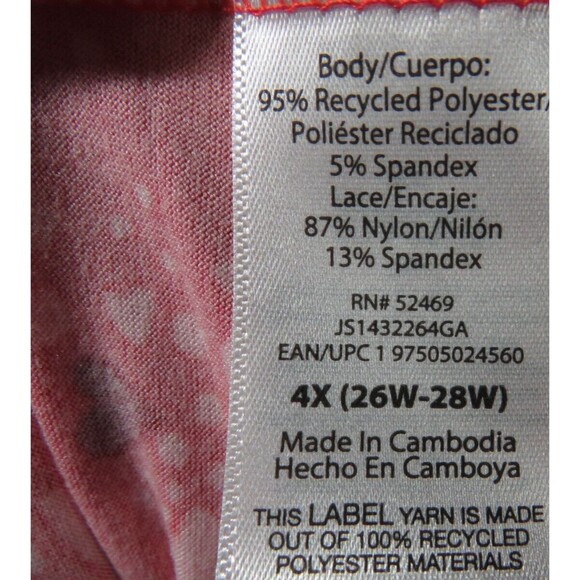 Body/Cuerpo:
95% Recycled Polyester/
Poliéster Reciclado
5% Spandex
Lace/Encaje:
87% Nylon/Nilón
13% Spandex
RN# 52469
JS1432264GA
EAN/UPC 1 97505024560
4X (26W-28W)
Made In Cambodia
Hecho En Camboya
THIS LABEL YARN IS MADE
OUT OF 100% RECYCLED
POLYESTER MATERIALS